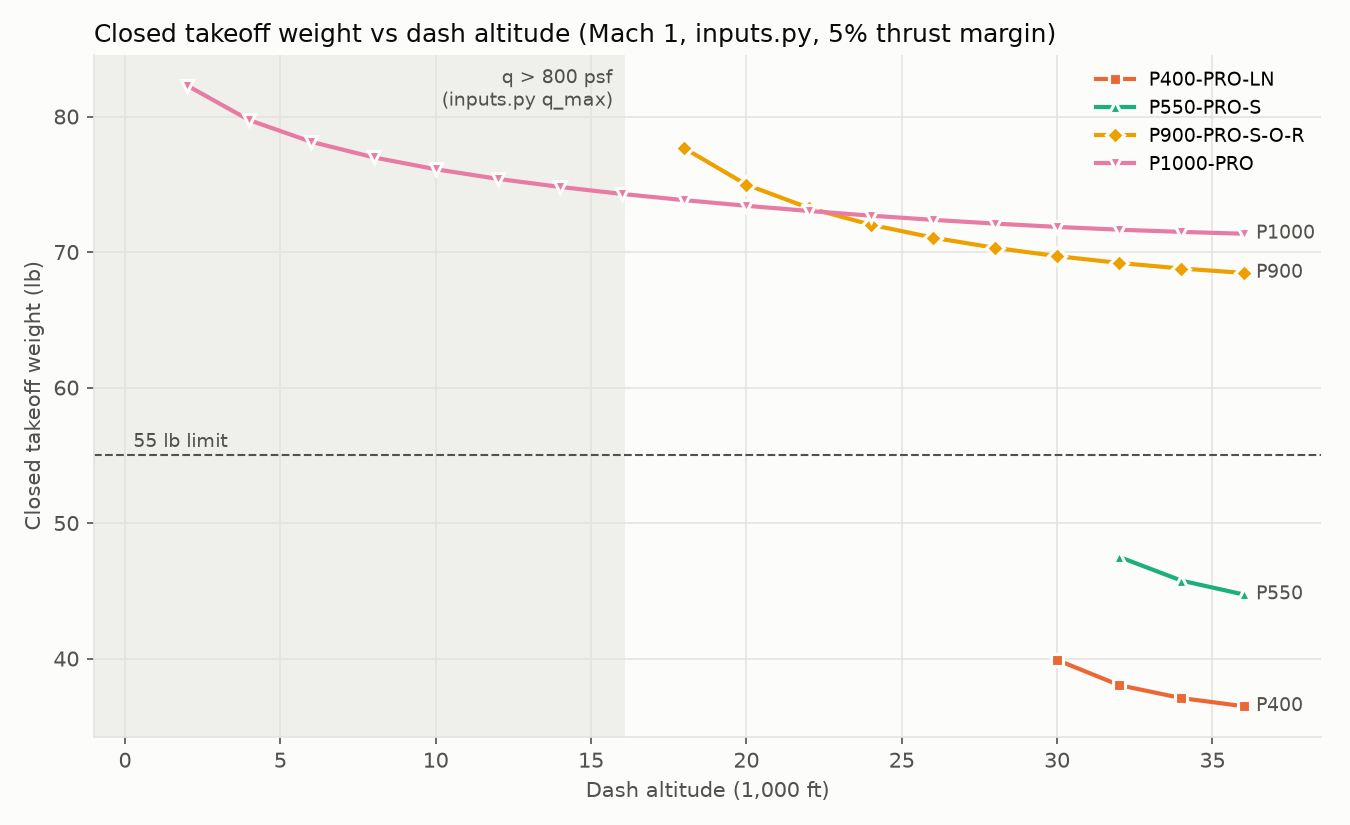 Closed takeoff weight vs dash altitude (Mach 1, inputs.py, 5% thrust margin)
q > 800 psf
(inputs.py q_max)
P400-PRO-LN
P550-PRO-S
P900-PRO-S-O-R
P1000-PRO
80
70
60
50
40
Closed takeoff weight (lb)
55 lb limit
P1000
P900
P550
P400
0
5
10
15
20
25
30
35
Dash altitude (1,000 ft)